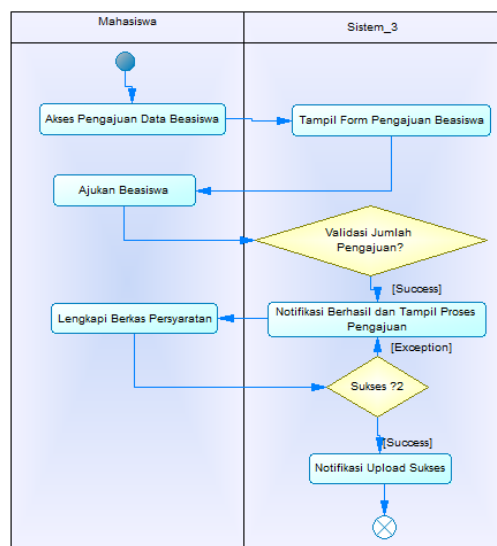 Mahasiswa
Sistem_3
Akses Pengajuan Data Beasiswa
Tampil Form Pengajuan Beasiswa
Ajukan Beasiswa
Validasi Jumlah
Pengajuan?
[Success]
Lengkapi Berkas Persyaratan
Notifikasi Berhasil dan Tampil Proses
Pengajuan
[Exception]
Sukses ?2
[Success]
Notifikasi Upload Sukses